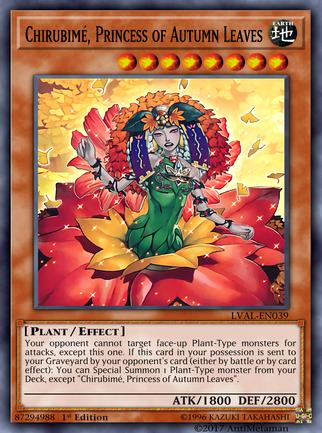 Chirubimé, Princess of Autumn Leaves
EARTH
地
LVAL-EN039
[Plant / Effect]
Your opponent cannot target face-up Plant-Type monsters for
attacks, except this one. If this card in your possession is sent to
your Graveyard by your opponent's card (either by battle or by card
effect): You can Special Summon 1 Plant-Type monster from your
Deck, except "Chirubimé, Princess of Autumn Leaves".
ATK/1800 DEF/2800
87294988 1st Edition ©1996 KAZUKI TAKAHASHI
©2017 AntiMetaman